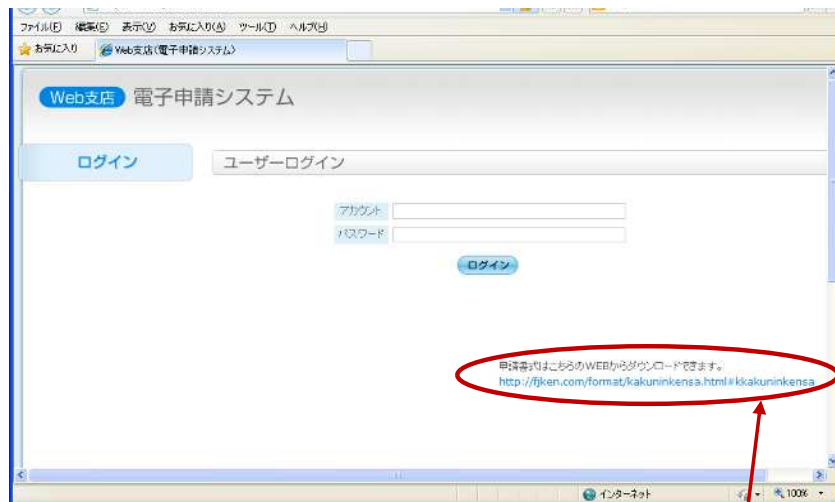 ファイル(F) 編集(E) 表示(V) お気に入り(A) ツール(T) ヘルプ(H)
お気に入り Web支店(電子申請システム)
Web支店 電子申請システム
ログイン ユーザーログイン
アカウント
パスワード
ログイン
申請書式はこちらのWEBからダウンロードできます。
http://fjken.com/format/kakuninkensa.html#kkakuninkensa
インターネット 100%